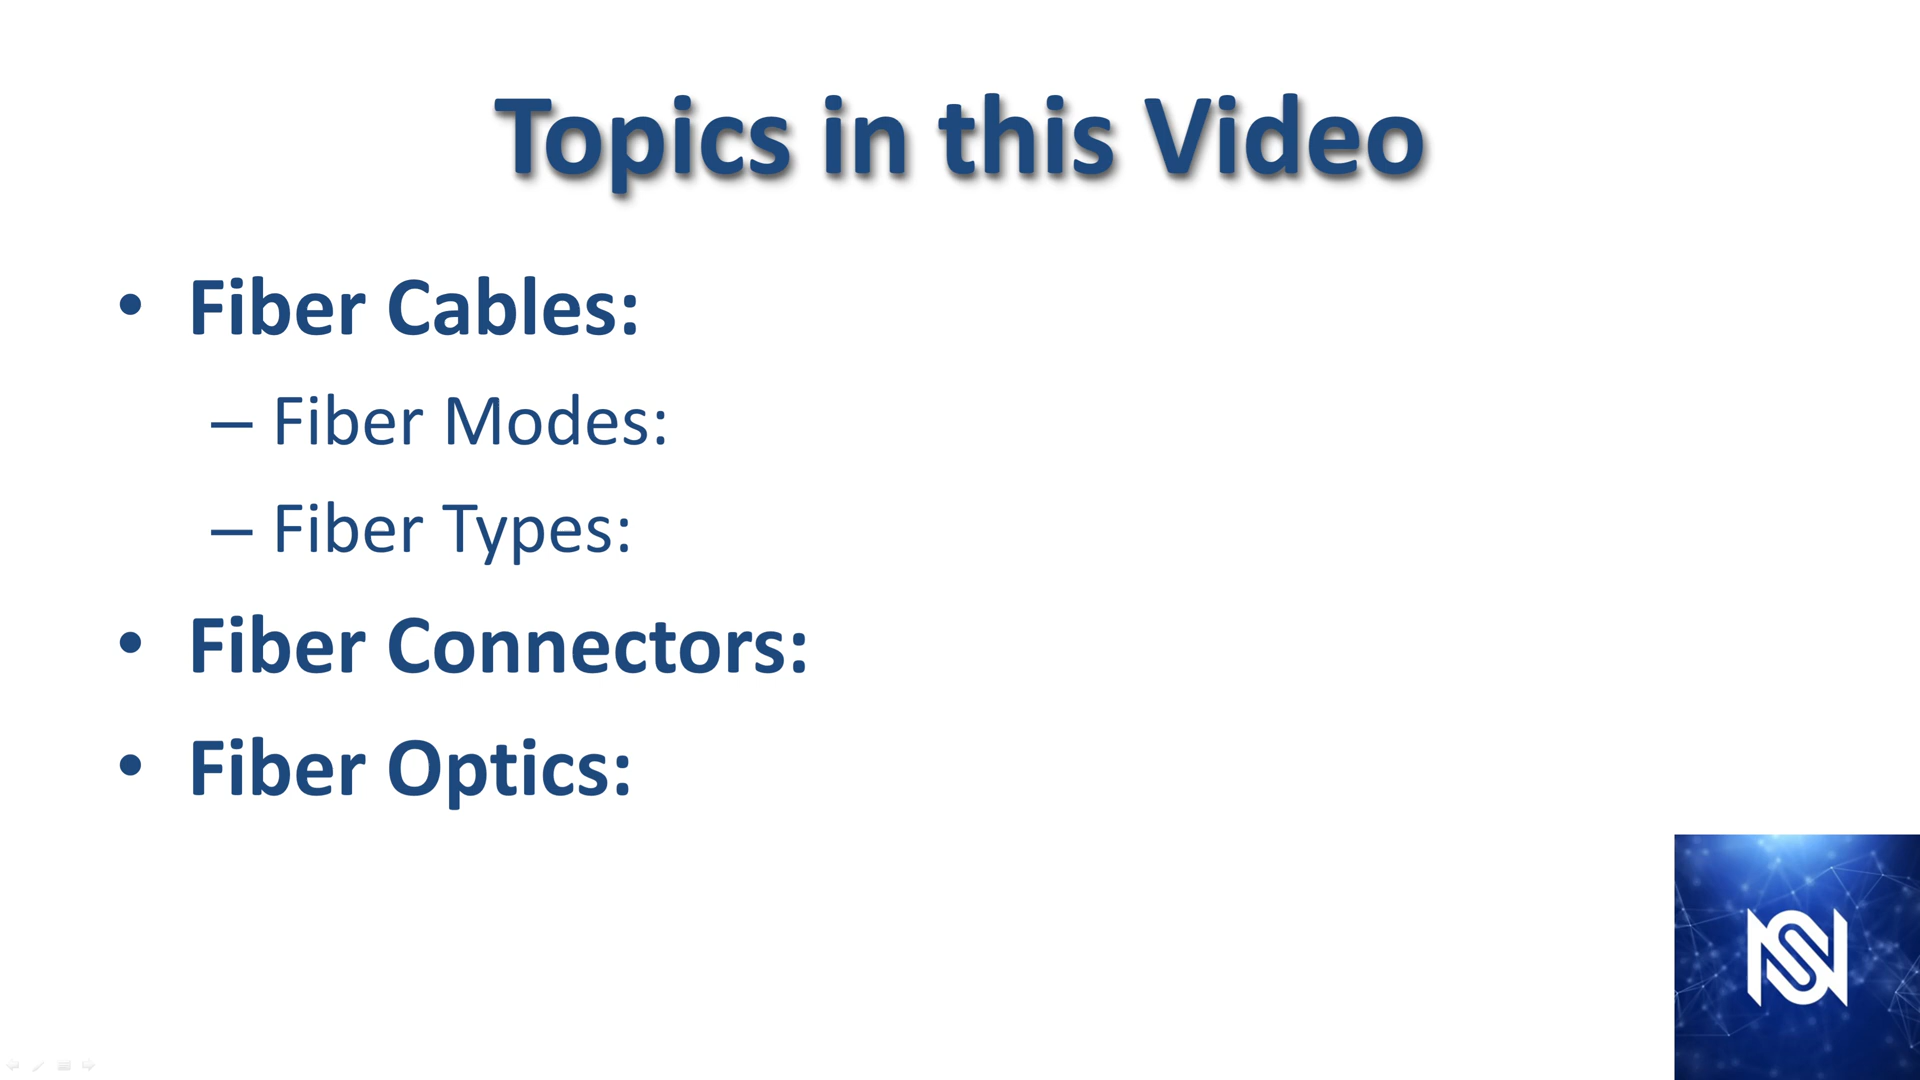 Topics in this Video
• Fiber Cables:
– Fiber Modes:
– Fiber Types:
• Fiber Connectors:
• Fiber Optics: